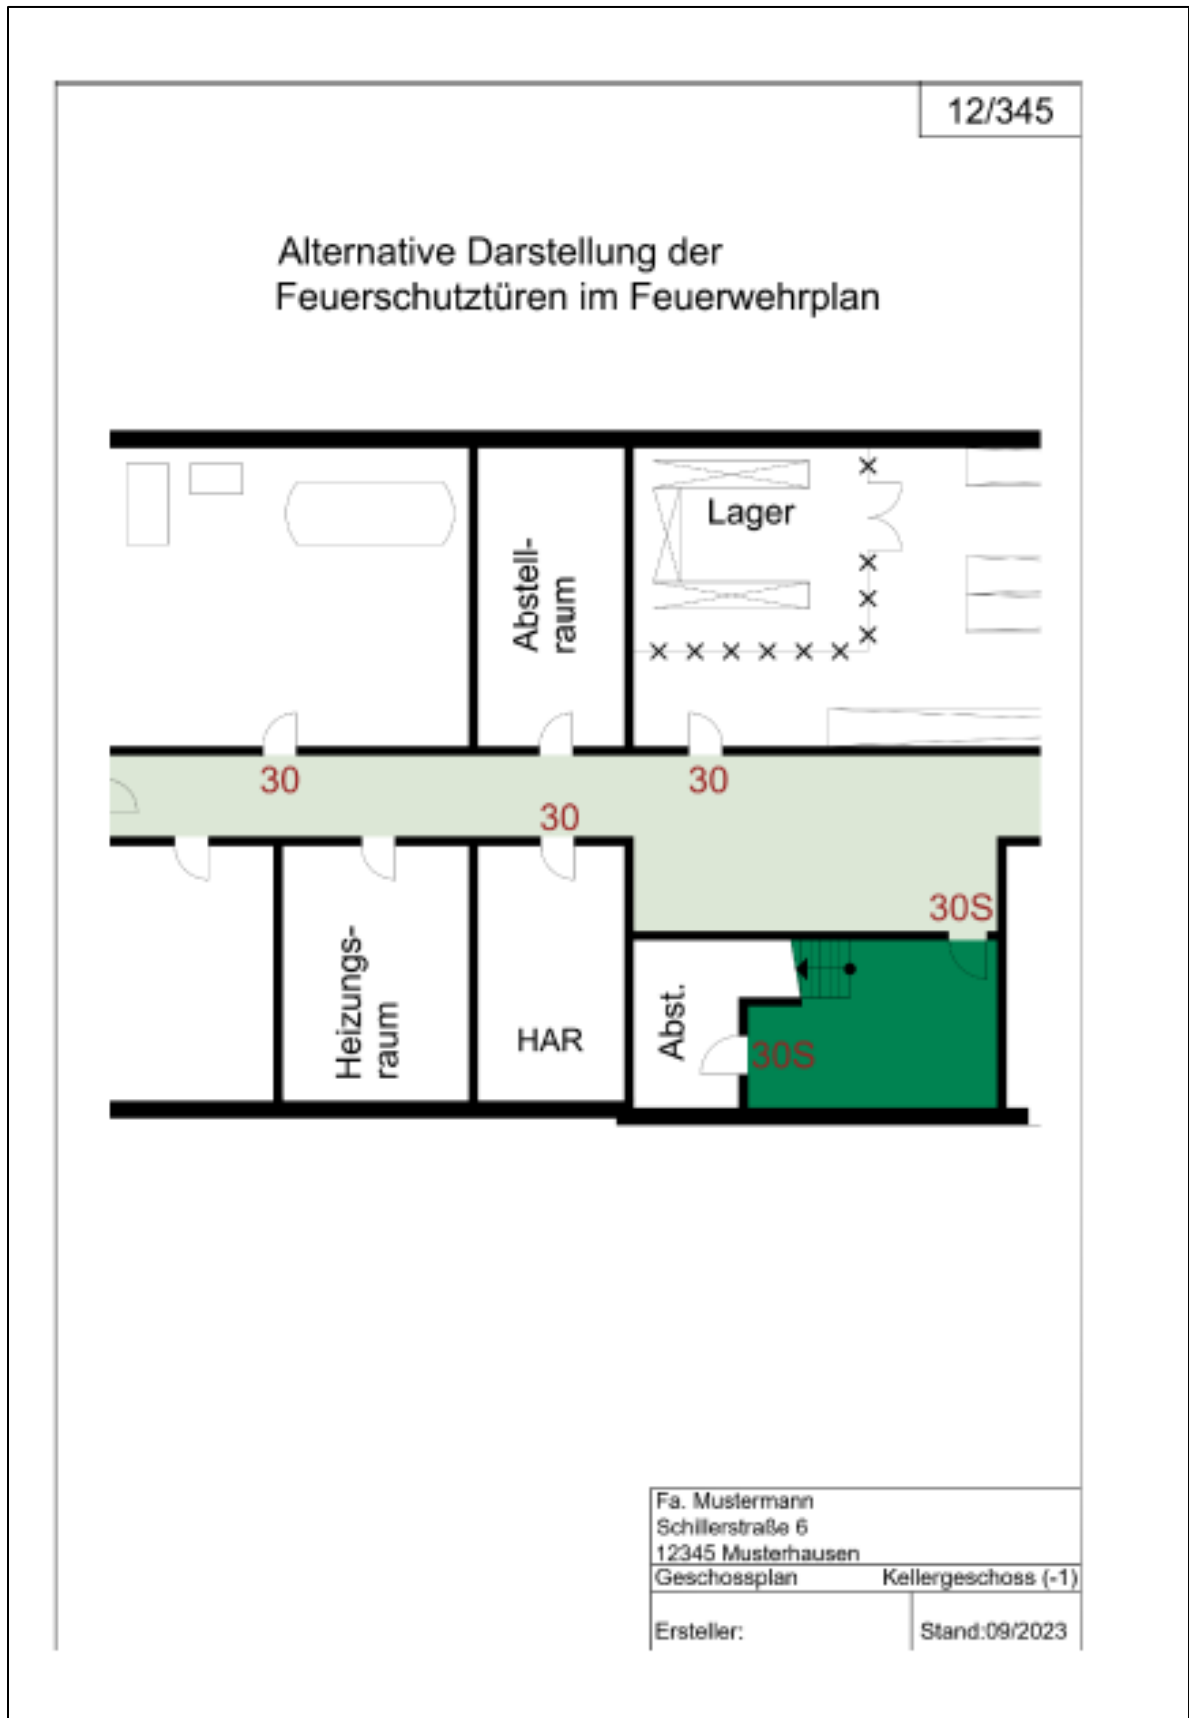 12/345
Alternative Darstellung der
Feuerschutztüren im Feuerwehrplan
Lager
Abstell-
raum
30
30
30
30S
Heizungs-
raum
HAR
Abst.
30S
Fa. Mustermann
Schillerstraße 6
12345 Musterhausen
Geschossplan Kellergeschoss (-1)
Ersteller: Stand:09/2023